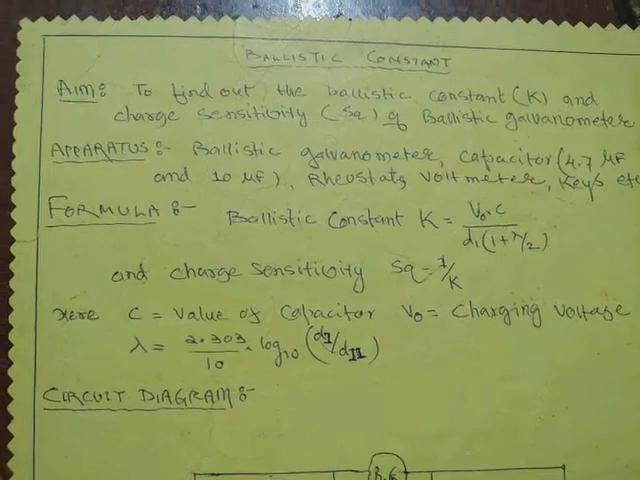 BALLISTIC CONSTANT
AIM:- To find out the ballistic constant (K) and
charge sensitivity (Sq) of Ballistic galvanometer
APPARATUS:- Ballistic galvanometer, Capacitor (4.7 μF
and 10 μF), Rheostat, Voltmeter, Keys etc
FORMULA:- Ballistic Constant K = V₀.C / d₁(1+λ/2)
and charge sensitivity Sq = 1/K
Here C = Value of Capacitor V₀ = Charging Voltage
λ = 2.303/10 . log₁₀ (dI/dII)
CIRCUIT DIAGRAM:-
B.G